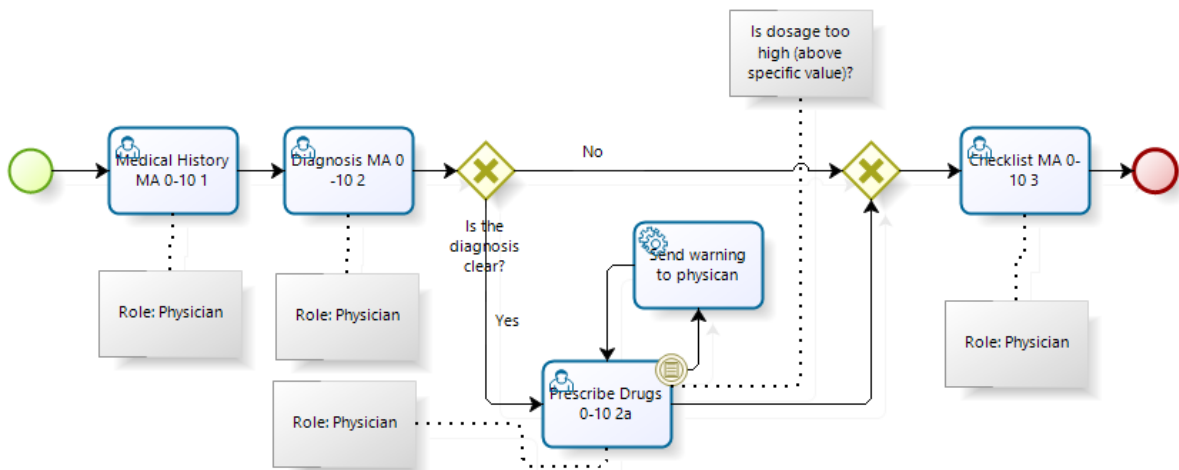 Is dosage too
high (above
specific value)?
Medical History
MA 0-10 1
Diagnosis MA 0
-10 2
No
Checklist MA 0-
10 3
Is the
diagnosis
clear?
Send warning
to physican
Role: Physician
Role: Physician
Role: Physician
Yes
Prescribe Drugs
0-10 2a
Role: Physician